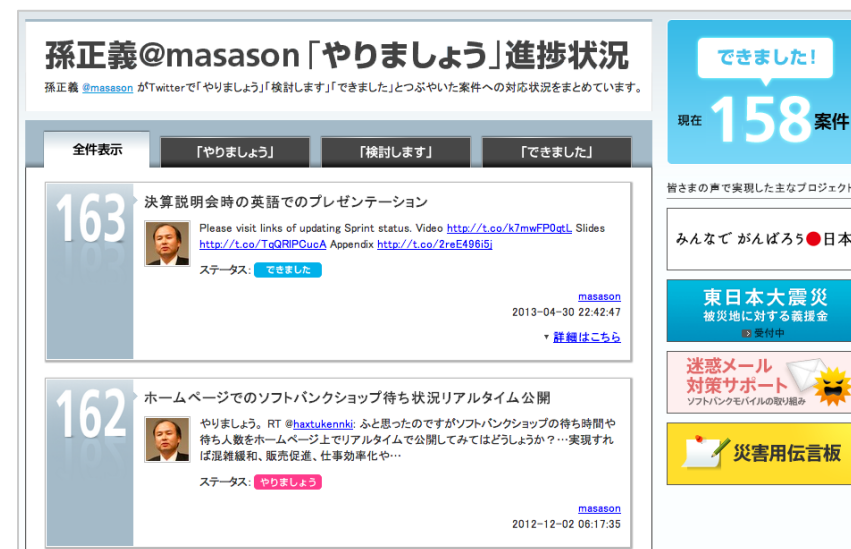 孫正義@masason「やりましょう」進捗状況
孫正義 @masason がTwitterで「やりましょう」「検討します」「できました」とつぶやいた案件への対応状況をまとめています。
全件表示
「やりましょう」
「検討します」
「できました」
163
決算説明会時の英語でのプレゼンテーション
Please visit links of updating Sprint status. Video http://t.co/k7mwFP0qtL Slides
http://t.co/TqQRIPCucA Appendix http://t.co/2reE496i5j
ステータス: できました
masason
2013-04-30 22:42:47
▼ 詳細はこちら
162
ホームページでのソフトバンクショップ待ち状況リアルタイム公開
やりましょう。 RT @haxtukennki: ふと思ったのですがソフトバンクショップの待ち時間や
待ち人数をホームページ上でリアルタイムで公開してみてはどうしょうか？…実現すれ
ば混雑緩和、販売促進、仕事効率化や…
ステータス: やりましょう
masason
2012-12-02 06:17:35
できました!
現在 158 案件
皆さまの声で実現した主なプロジェクト
みんなで がんばろう 日本
東日本大震災
被災地に対する義援金
受付中
迷惑メール
対策サポート
ソフトバンクモバイルの取り組み
災害用伝言板